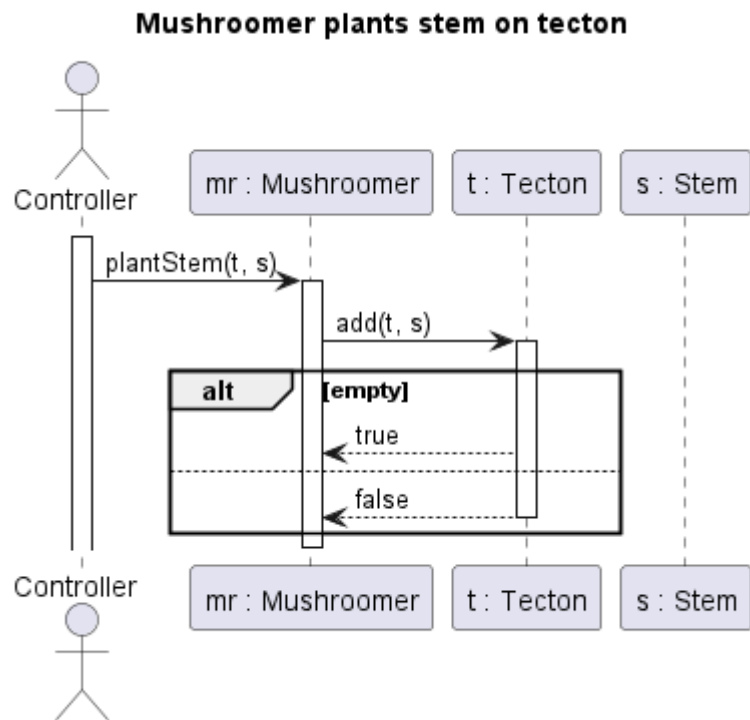 Mushroomer plants stem on tecton
Controller
mr : Mushroomer
t : Tecton
s : Stem
plantStem(t, s)
add(t, s)
alt
[empty]
true
false
Controller
mr : Mushroomer
t : Tecton
s : Stem